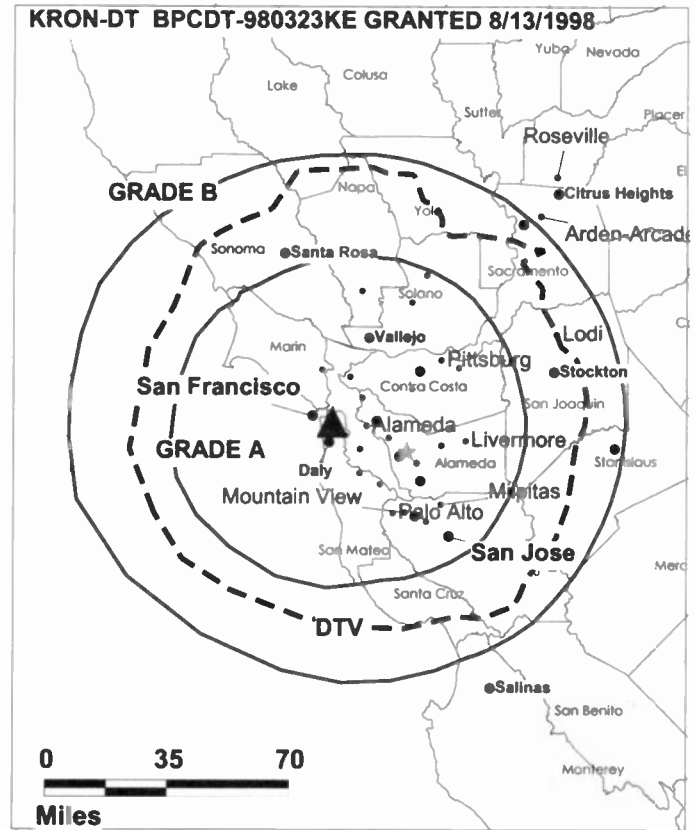 KRON-DT BPCDT-980323KE GRANTED 8/13/1998
Yuba
Nevada
Colusa
Lake
Sutter
Placer
Roseville
GRADE B
Napa
Citrus Heights
Yolo
Arden-Arcade
Sonoma
Santa Rosa
Sacramento
Solano
Lodi
Vallejo
Marin
Pittsburg
Stockton
San Francisco
Contra Costa
San Joaquin
Alameda
Livermore
GRADE A
Alameda
Stanislaus
Daly
Mountain View
Milpitas
Palo Alto
San Mateo
San Jose
Merc
Santa Cruz
DTV
Salinas
San Benito
0 35 70
Monterey
Miles